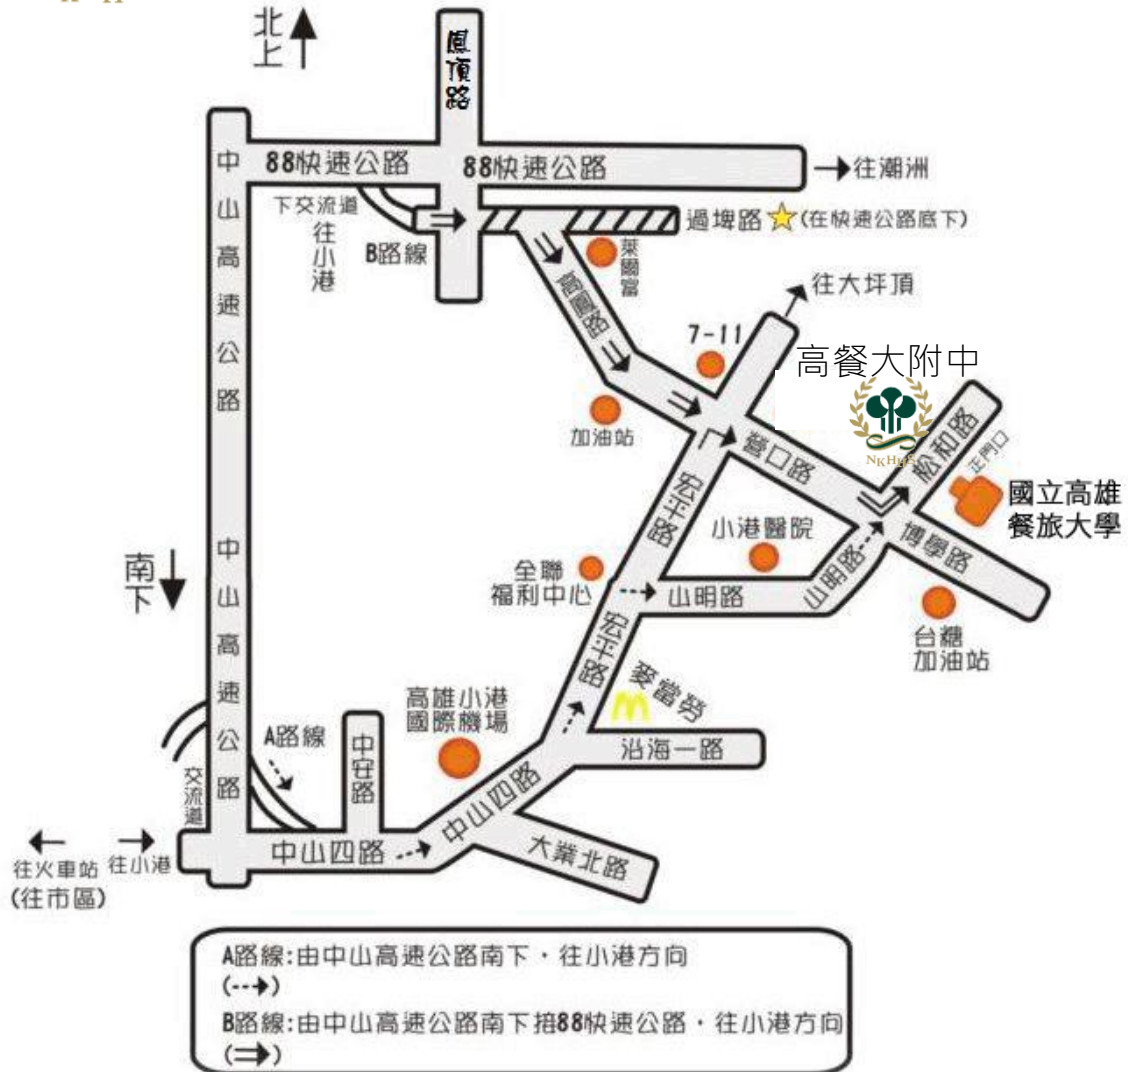 北上
鳳頂路
中山高速公路
88快速公路
88快速公路
往潮洲
下交流道
往小港
B路線
過埤路
(在快速公路底下)
萊爾富
高鳳路
往大坪頂
7-11
高餐大附中
NKHHS
加油站
營口路
松和路
正門口
國立高雄
餐旅大學
宏平路
小港醫院
博學路
南下
中山高速公路
全聯
福利中心
山明路
山明路
台糖
加油站
宏平路
麥當勞
高雄小港
國際機場
A路線
中安路
沿海一路
交流道
中山四路
中山四路
大業北路
往火車站
(往市區)
往小港
A路線:由中山高速公路南下,往小港方向
B路線:由中山高速公路南下接88快速公路,往小港方向